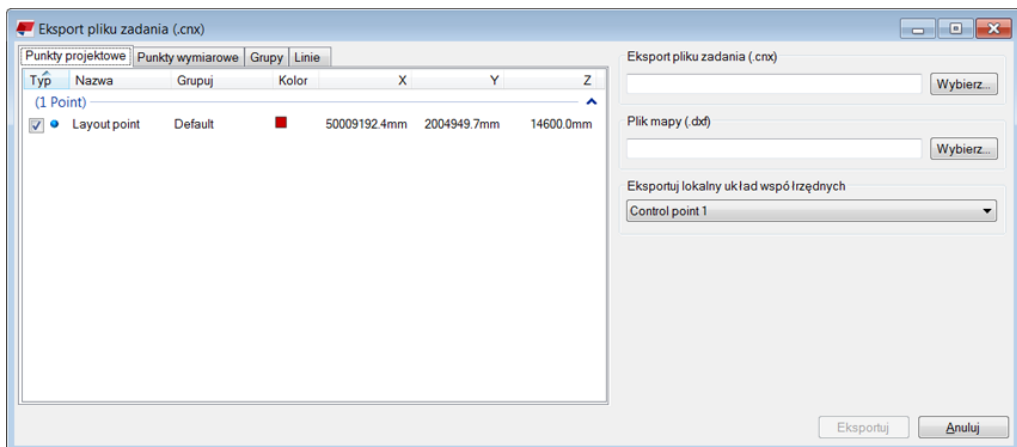 Eksport pliku zadania (.cnx)
Punkty projektowe Punkty wymiarowe Grupy Linie
Typ Nazwa Grupuj Kolor X Y Z
(1 Point)
Layout point Default 50009192.4mm 2004949.7mm 14600.0mm
Eksport pliku zadania (.cnx)
Wybierz...
Plik mapy (.dxf)
Wybierz...
Eksportuj lokalny układ współrzędnych
Control point 1
Eksportuj Anuluj